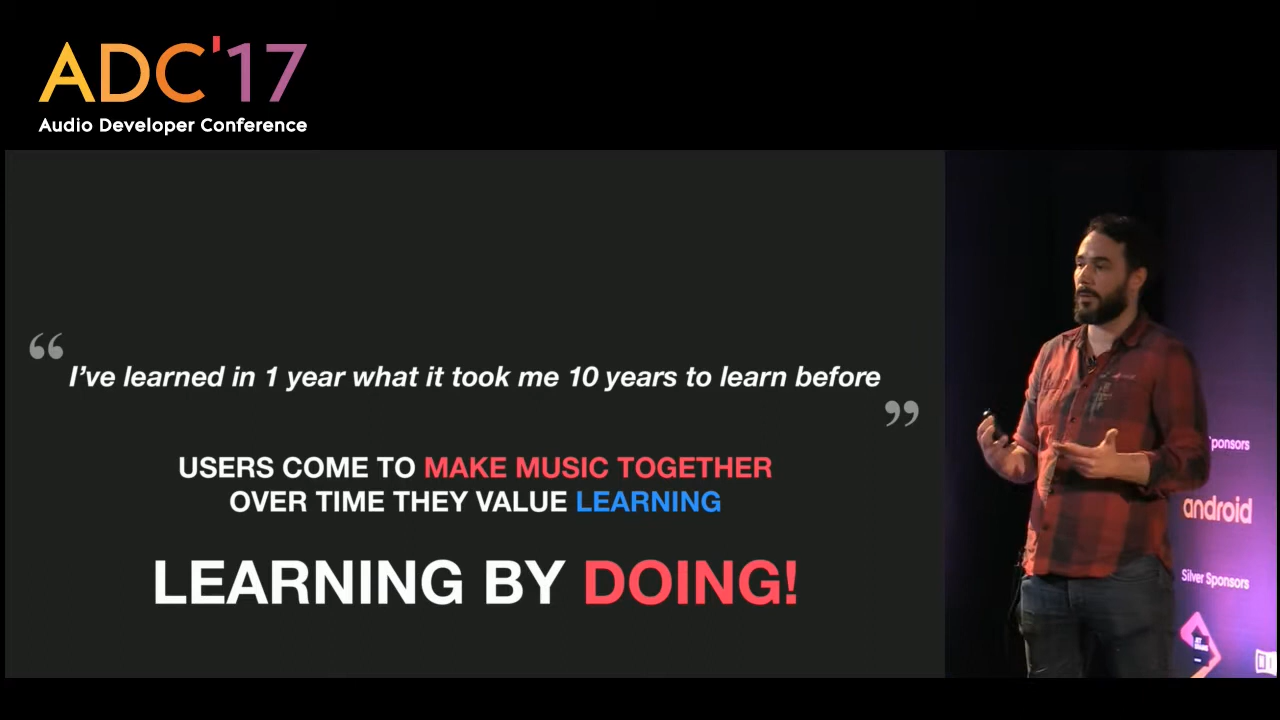 ADC'17
Audio Developer Conference
“ I’ve learned in 1 year what it took me 10 years to learn before ”
USERS COME TO MAKE MUSIC TOGETHER
OVER TIME THEY VALUE LEARNING
LEARNING BY DOING!
ponsors
android
Silver Sponsors